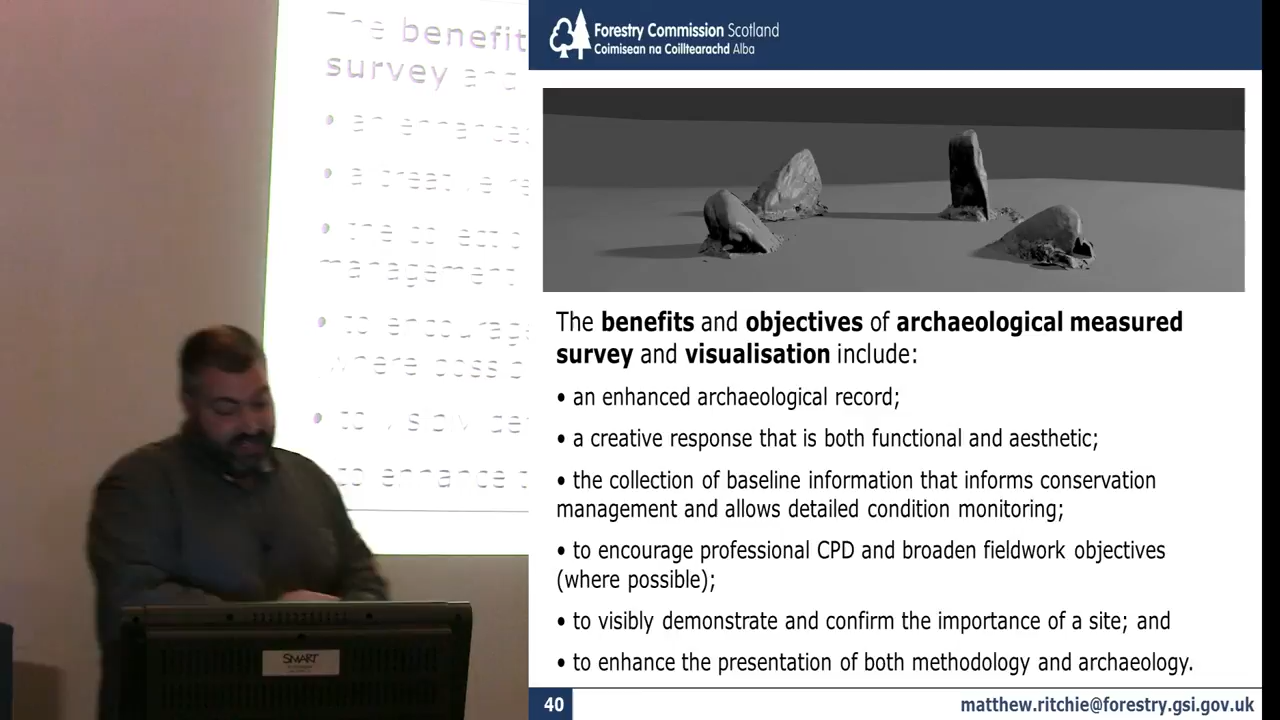 The benefit
survey and
Forestry Commission Scotland
Coimisean na Coilltearachd Alba
The benefits and objectives of archaeological measured
survey and visualisation include:
• an enhanced archaeological record;
• a creative response that is both functional and aesthetic;
• the collection of baseline information that informs conservation
management and allows detailed condition monitoring;
• to encourage professional CPD and broaden fieldwork objectives
(where possible);
• to visibly demonstrate and confirm the importance of a site; and
• to enhance the presentation of both methodology and archaeology.
40
matthew.ritchie@forestry.gsi.gov.uk
SMART